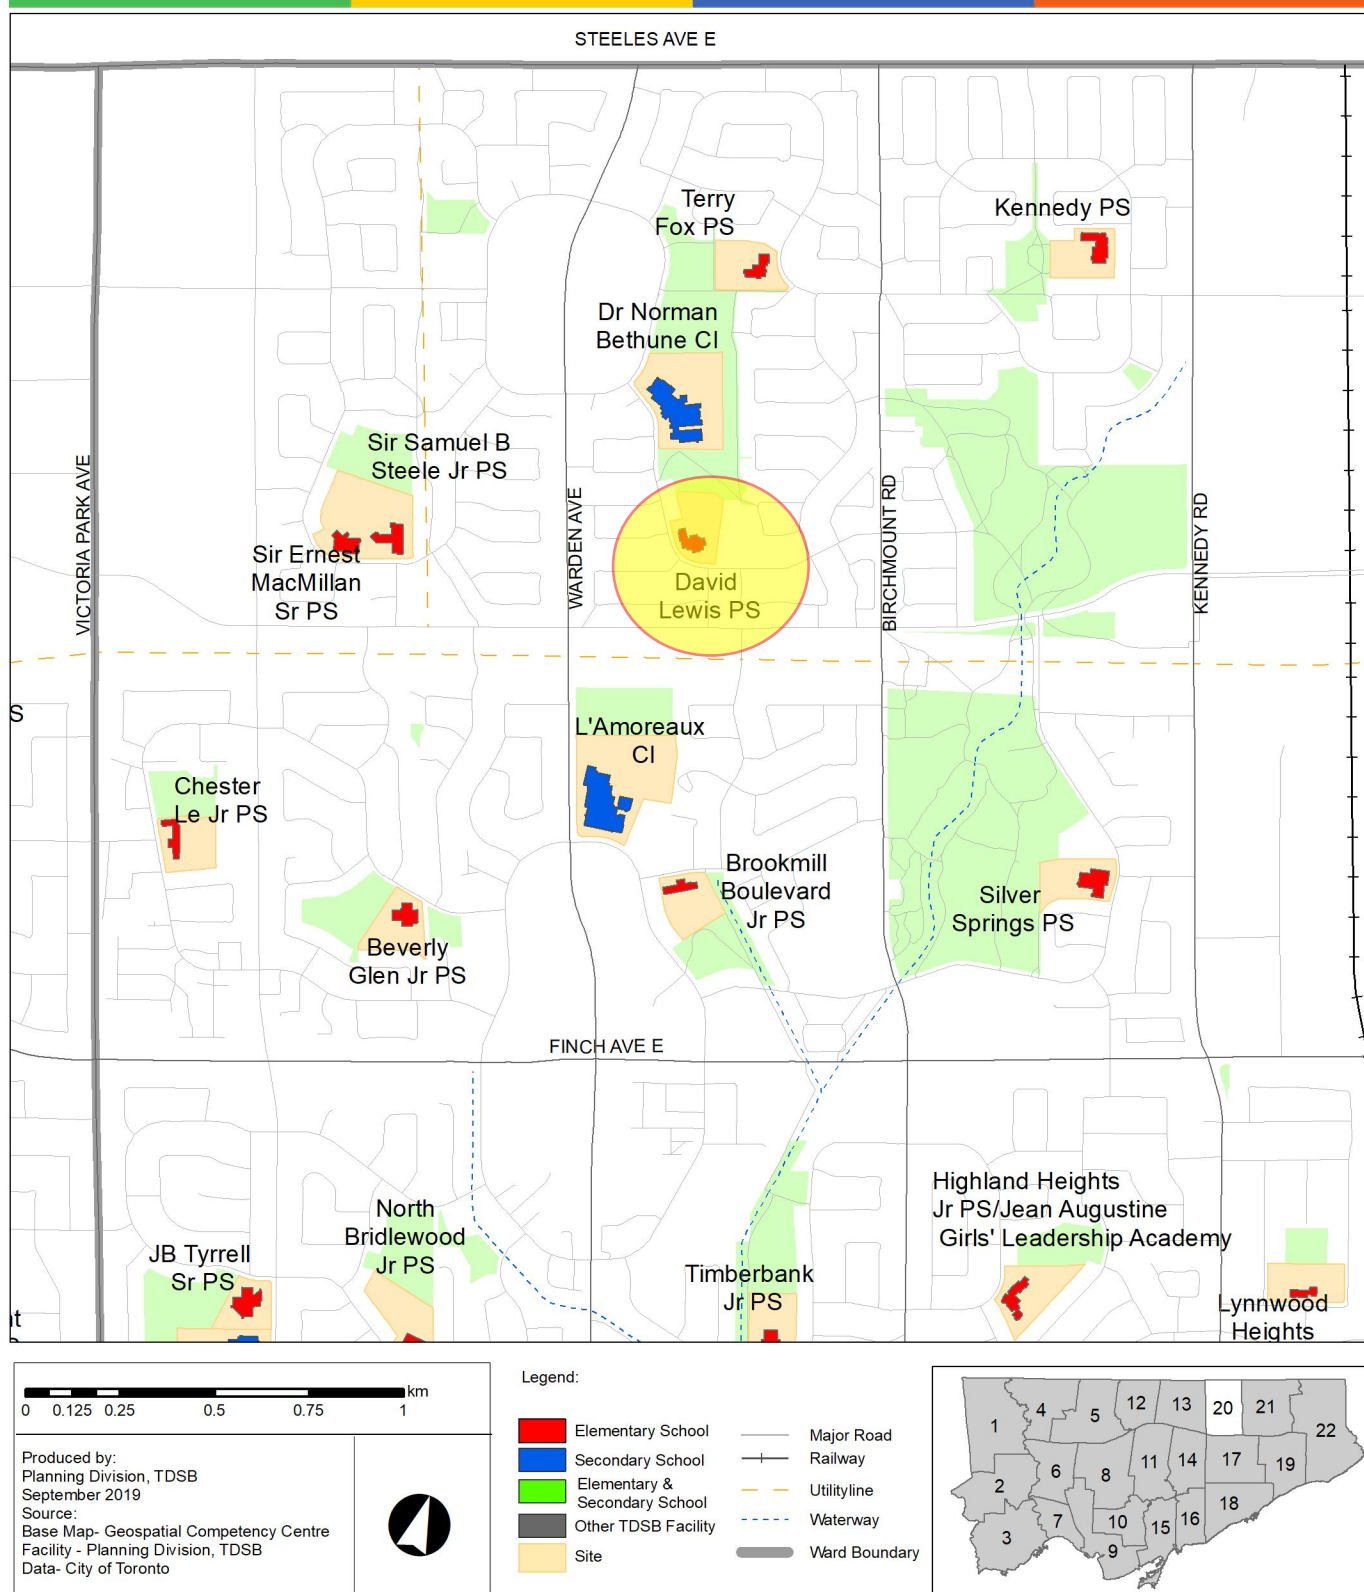 STEELES AVE E
Terry
Fox PS
Kennedy PS
Dr Norman
Bethune CI
Sir Samuel B
Steele Jr PS
VICTORIA PARK AVE
WARDEN AVE
BIRCHMOUNT RD
KENNEDY RD
Sir Ernest
MacMillan
Sr PS
David
Lewis PS
S
L'Amoreaux
CI
Chester
Le Jr PS
Brookmill
Boulevard
Jr PS
Silver
Springs PS
Beverly
Glen Jr PS
FINCH AVE E
Highland Heights
Jr PS/Jean Augustine
Girls' Leadership Academy
North
Bridlewood
Jr PS
JB Tyrrell
Sr PS
Timberbank
Jr PS
Lynnwood
Heights
nt
km
0 0.125 0.25 0.5 0.75 1
Produced by:
Planning Division, TDSB
September 2019
Source:
Base Map- Geospatial Competency Centre
Facility - Planning Division, TDSB
Data- City of Toronto
Legend:
Elementary School
Secondary School
Elementary &
Secondary School
Other TDSB Facility
Site
Major Road
Railway
Utilityline
Waterway
Ward Boundary
1
4
5
12
13
20
21
22
2
6
8
11
14
17
19
3
7
10
9
15
16
18